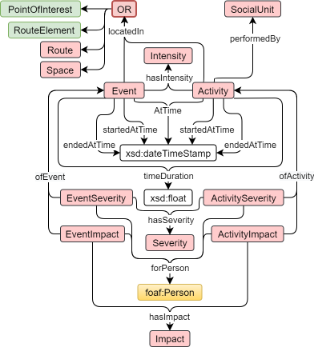 PointOfInterest
OR
SocialUnit
RouteElement
locatedIn
performedBy
Route
Intensity
Space
hasIntensity
Event
Activity
AtTime
startedAtTime
startedAtTime
endedAtTime
endedAtTime
xsd:dateTimeStamp
ofEvent
timeDuration
ofActivity
EventSeverity
xsd:float
ActivitySeverity
hasSeverity
EventImpact
Severity
ActivityImpact
forPerson
foaf:Person
hasImpact
Impact